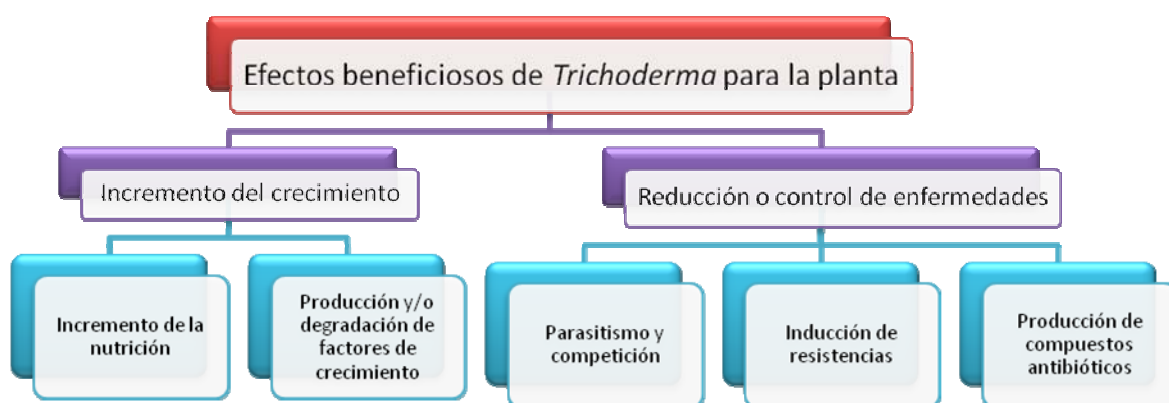 Efectos beneficiosos de Trichoderma para la planta
Incremento del crecimiento
Reducción o control de enfermedades
Incremento de la
nutrición
Producción y/o
degradación de
factores de
crecimiento
Parasitismo y
competición
Inducción de
resistencias
Producción de
compuestos
antibióticos